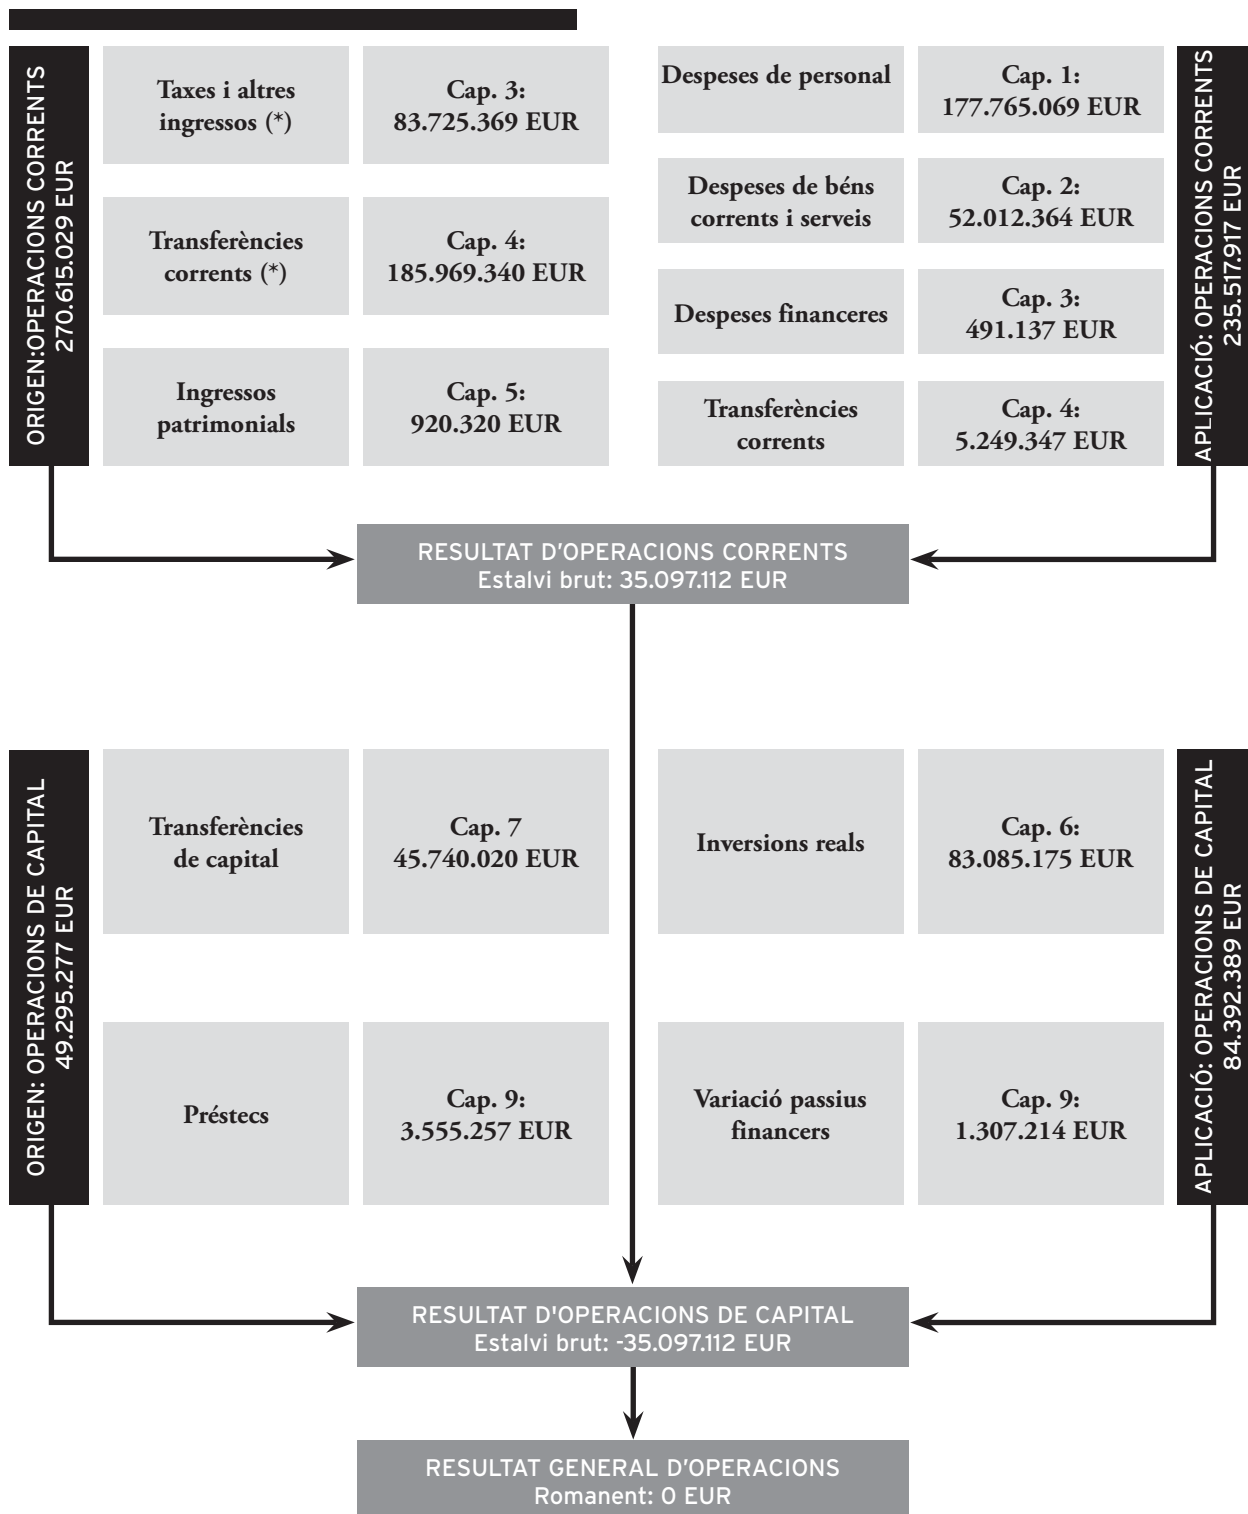 ORIGEN:OPERACIONS CORRENTS
270.615.029 EUR
Taxes i altres
ingressos (*)
Cap. 3:
83.725.369 EUR
Transferències
corrents (*)
Cap. 4:
185.969.340 EUR
Ingressos
patrimonials
Cap. 5:
920.320 EUR
Despeses de personal
Cap. 1:
177.765.069 EUR
Despeses de béns
corrents i serveis
Cap. 2:
52.012.364 EUR
Despeses financeres
Cap. 3:
491.137 EUR
Transferències
corrents
Cap. 4:
5.249.347 EUR
APLICACIÓ: OPERACIONS CORRENTS
235.517.917 EUR
RESULTAT D’OPERACIONS CORRENTS
Estalvi brut: 35.097.112 EUR
ORIGEN: OPERACIONS DE CAPITAL
49.295.277 EUR
Transferències
de capital
Cap. 7
45.740.020 EUR
Préstecs
Cap. 9:
3.555.257 EUR
Inversions reals
Cap. 6:
83.085.175 EUR
Variació passius
financers
Cap. 9:
1.307.214 EUR
APLICACIÓ: OPERACIONS DE CAPITAL
84.392.389 EUR
RESULTAT D'OPERACIONS DE CAPITAL
Estalvi brut: -35.097.112 EUR
RESULTAT GENERAL D’OPERACIONS
Romanent: 0 EUR